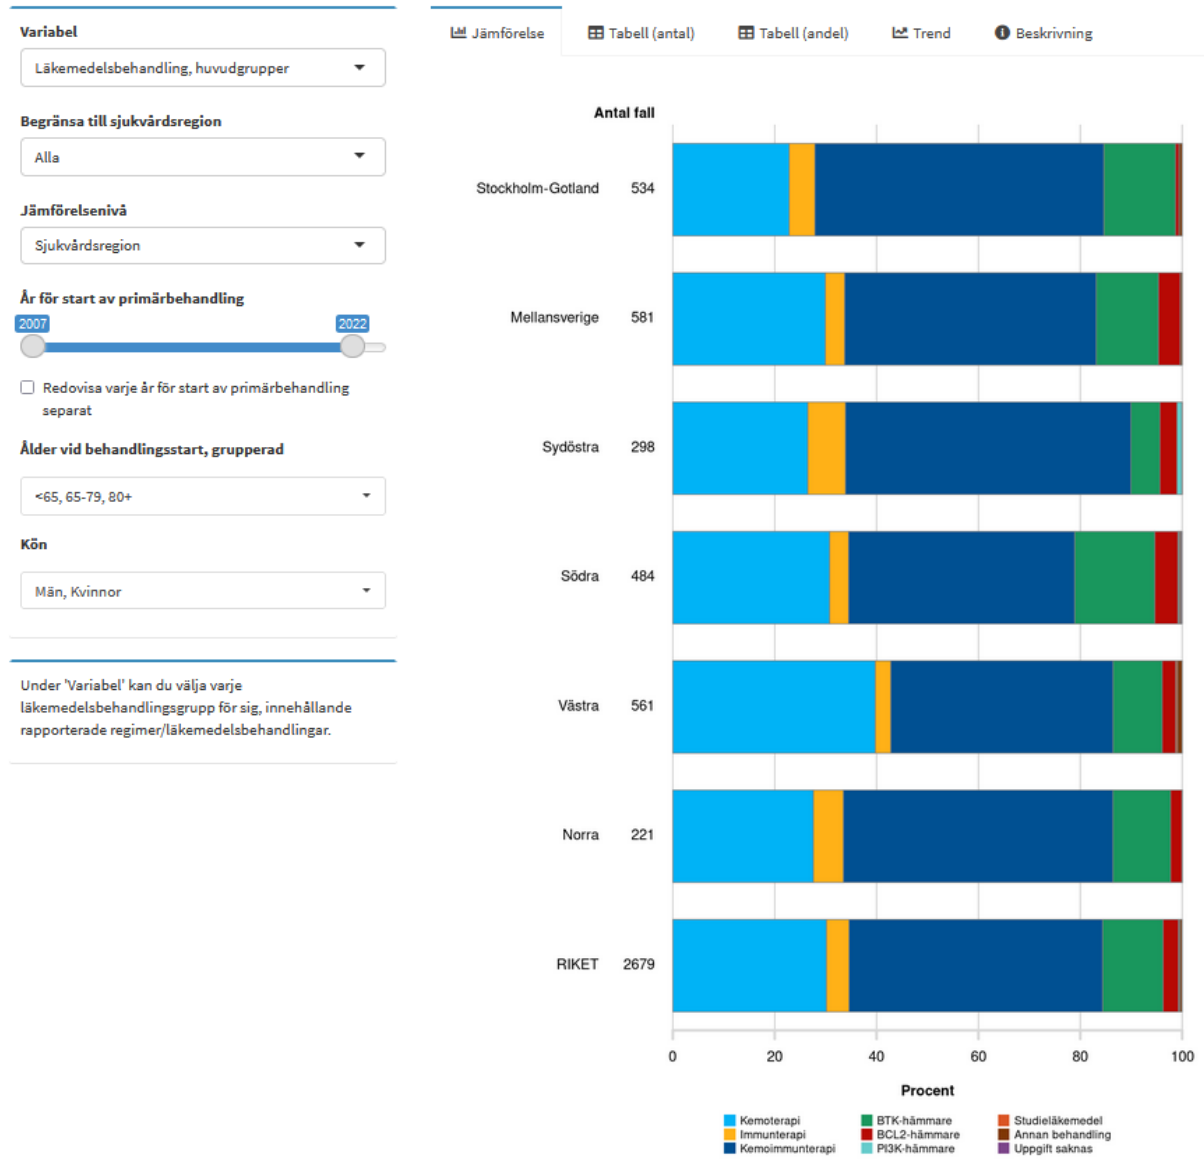 Variabel
Läkemedelsbehandling, huvudgrupper
Begränsa till sjukvårdsregion
Alla
Jämförelsenivå
Sjukvårdsregion
År för start av primärbehandling
2007 2022
Redovisa varje år för start av primärbehandling
separat
Ålder vid behandlingsstart, grupperad
<65, 65-79, 80+
Kön
Män, Kvinnor
Under 'Variabel' kan du välja varje
läkemedelsbehandlingsgrupp för sig, innehållande
rapporterade regimer/läkemedelsbehandlingar.
Jämförelse Tabell (antal) Tabell (andel) Trend Beskrivning
Antal fall
Stockholm-Gotland 534
Mellansverige 581
Sydöstra 298
Södra 484
Västra 561
Norra 221
RIKET 2679
0 20 40 60 80 100
Procent
Kemoterapi BTK-hämmare Studieläkemedel
Immunterapi BCL2-hämmare Annan behandling
Kemoimmunterapi PI3K-hämmare Uppgift saknas